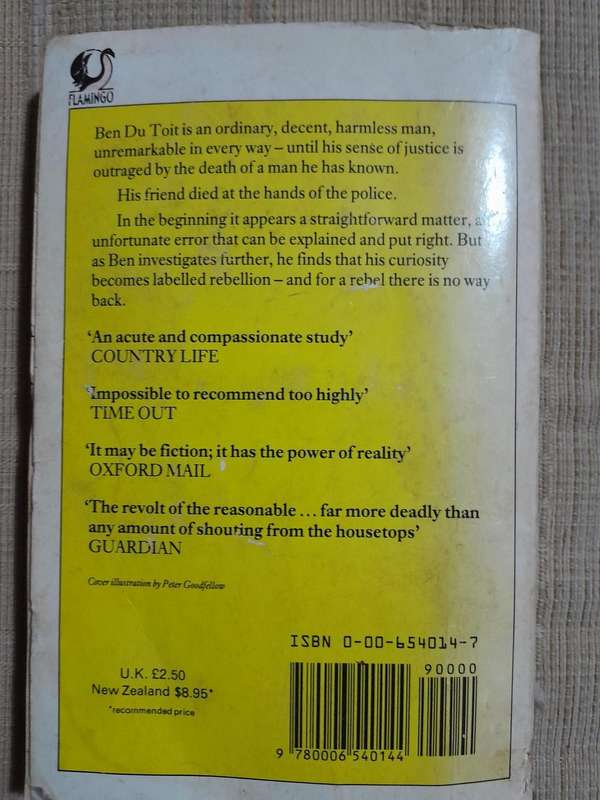 FLAMINGO
Ben Du Toit is an ordinary, decent, harmless man,
unremarkable in every way – until his sense of justice is
outraged by the death of a man he has known.
His friend died at the hands of the police.
In the beginning it appears a straightforward matter,
unfortunate error that can be explained and put right. But
as Ben investigates further, he finds that his curiosity
becomes labelled rebellion – and for a rebel there is no way
back.
‘An acute and compassionate study’
COUNTRY LIFE
‘Impossible to recommend too highly’
TIME OUT
‘It may be fiction; it has the power of reality’
OXFORD MAIL
‘The revolt of the reasonable ... far more deadly than
any amount of shouting from the housetops’
GUARDIAN
Cover illustration by Peter Goodfellow
ISBN 0-00-654014-7
90000
U.K. £2.50
New Zealand $8.95*
*recommended price
9 780006 540144